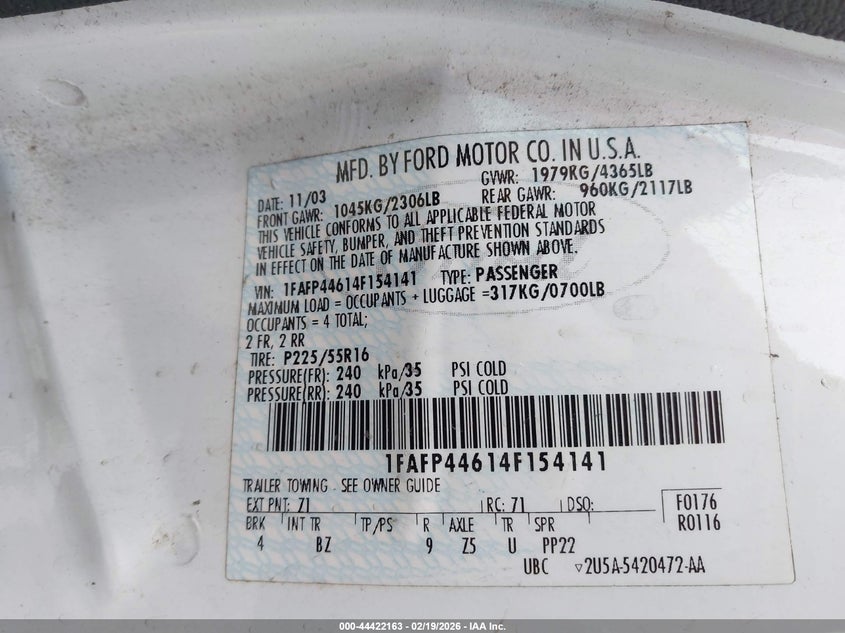 MFD. BY FORD MOTOR CO. IN U.S.A.
DATE: 11/03 GVWR: 1979KG/4365LB
FRONT GAWR: 1045KG/2306LB REAR GAWR: 960KG/2117LB
THIS VEHICLE CONFORMS TO ALL APPLICABLE FEDERAL MOTOR
VEHICLE SAFETY, BUMPER, AND THEFT PREVENTION STANDARDS
IN EFFECT ON THE DATE OF MANUFACTURE SHOWN ABOVE.
VIN: 1FAFP44614F154141 TYPE: PASSENGER
MAXIMUM LOAD = OCCUPANTS + LUGGAGE =317KG/0700LB
OCCUPANTS = 4 TOTAL;
2 FR, 2 RR
TIRE: P225/55R16
PRESSURE(FR): 240 kPa/35 PSI COLD
PRESSURE(RR): 240 kPa/35 PSI COLD
1FAFP44614F154141
TRAILER TOWING - SEE OWNER GUIDE
EXT PNT: Z1 RC: 71 DSO: F0176
BRK INT TR TP/PS R AXLE TR SPR R0116
4 BZ 9 Z5 U PP22
UBC ▽2U5A-5420472-AA
000-44422163 - 02/19/2026 - IAA Inc.